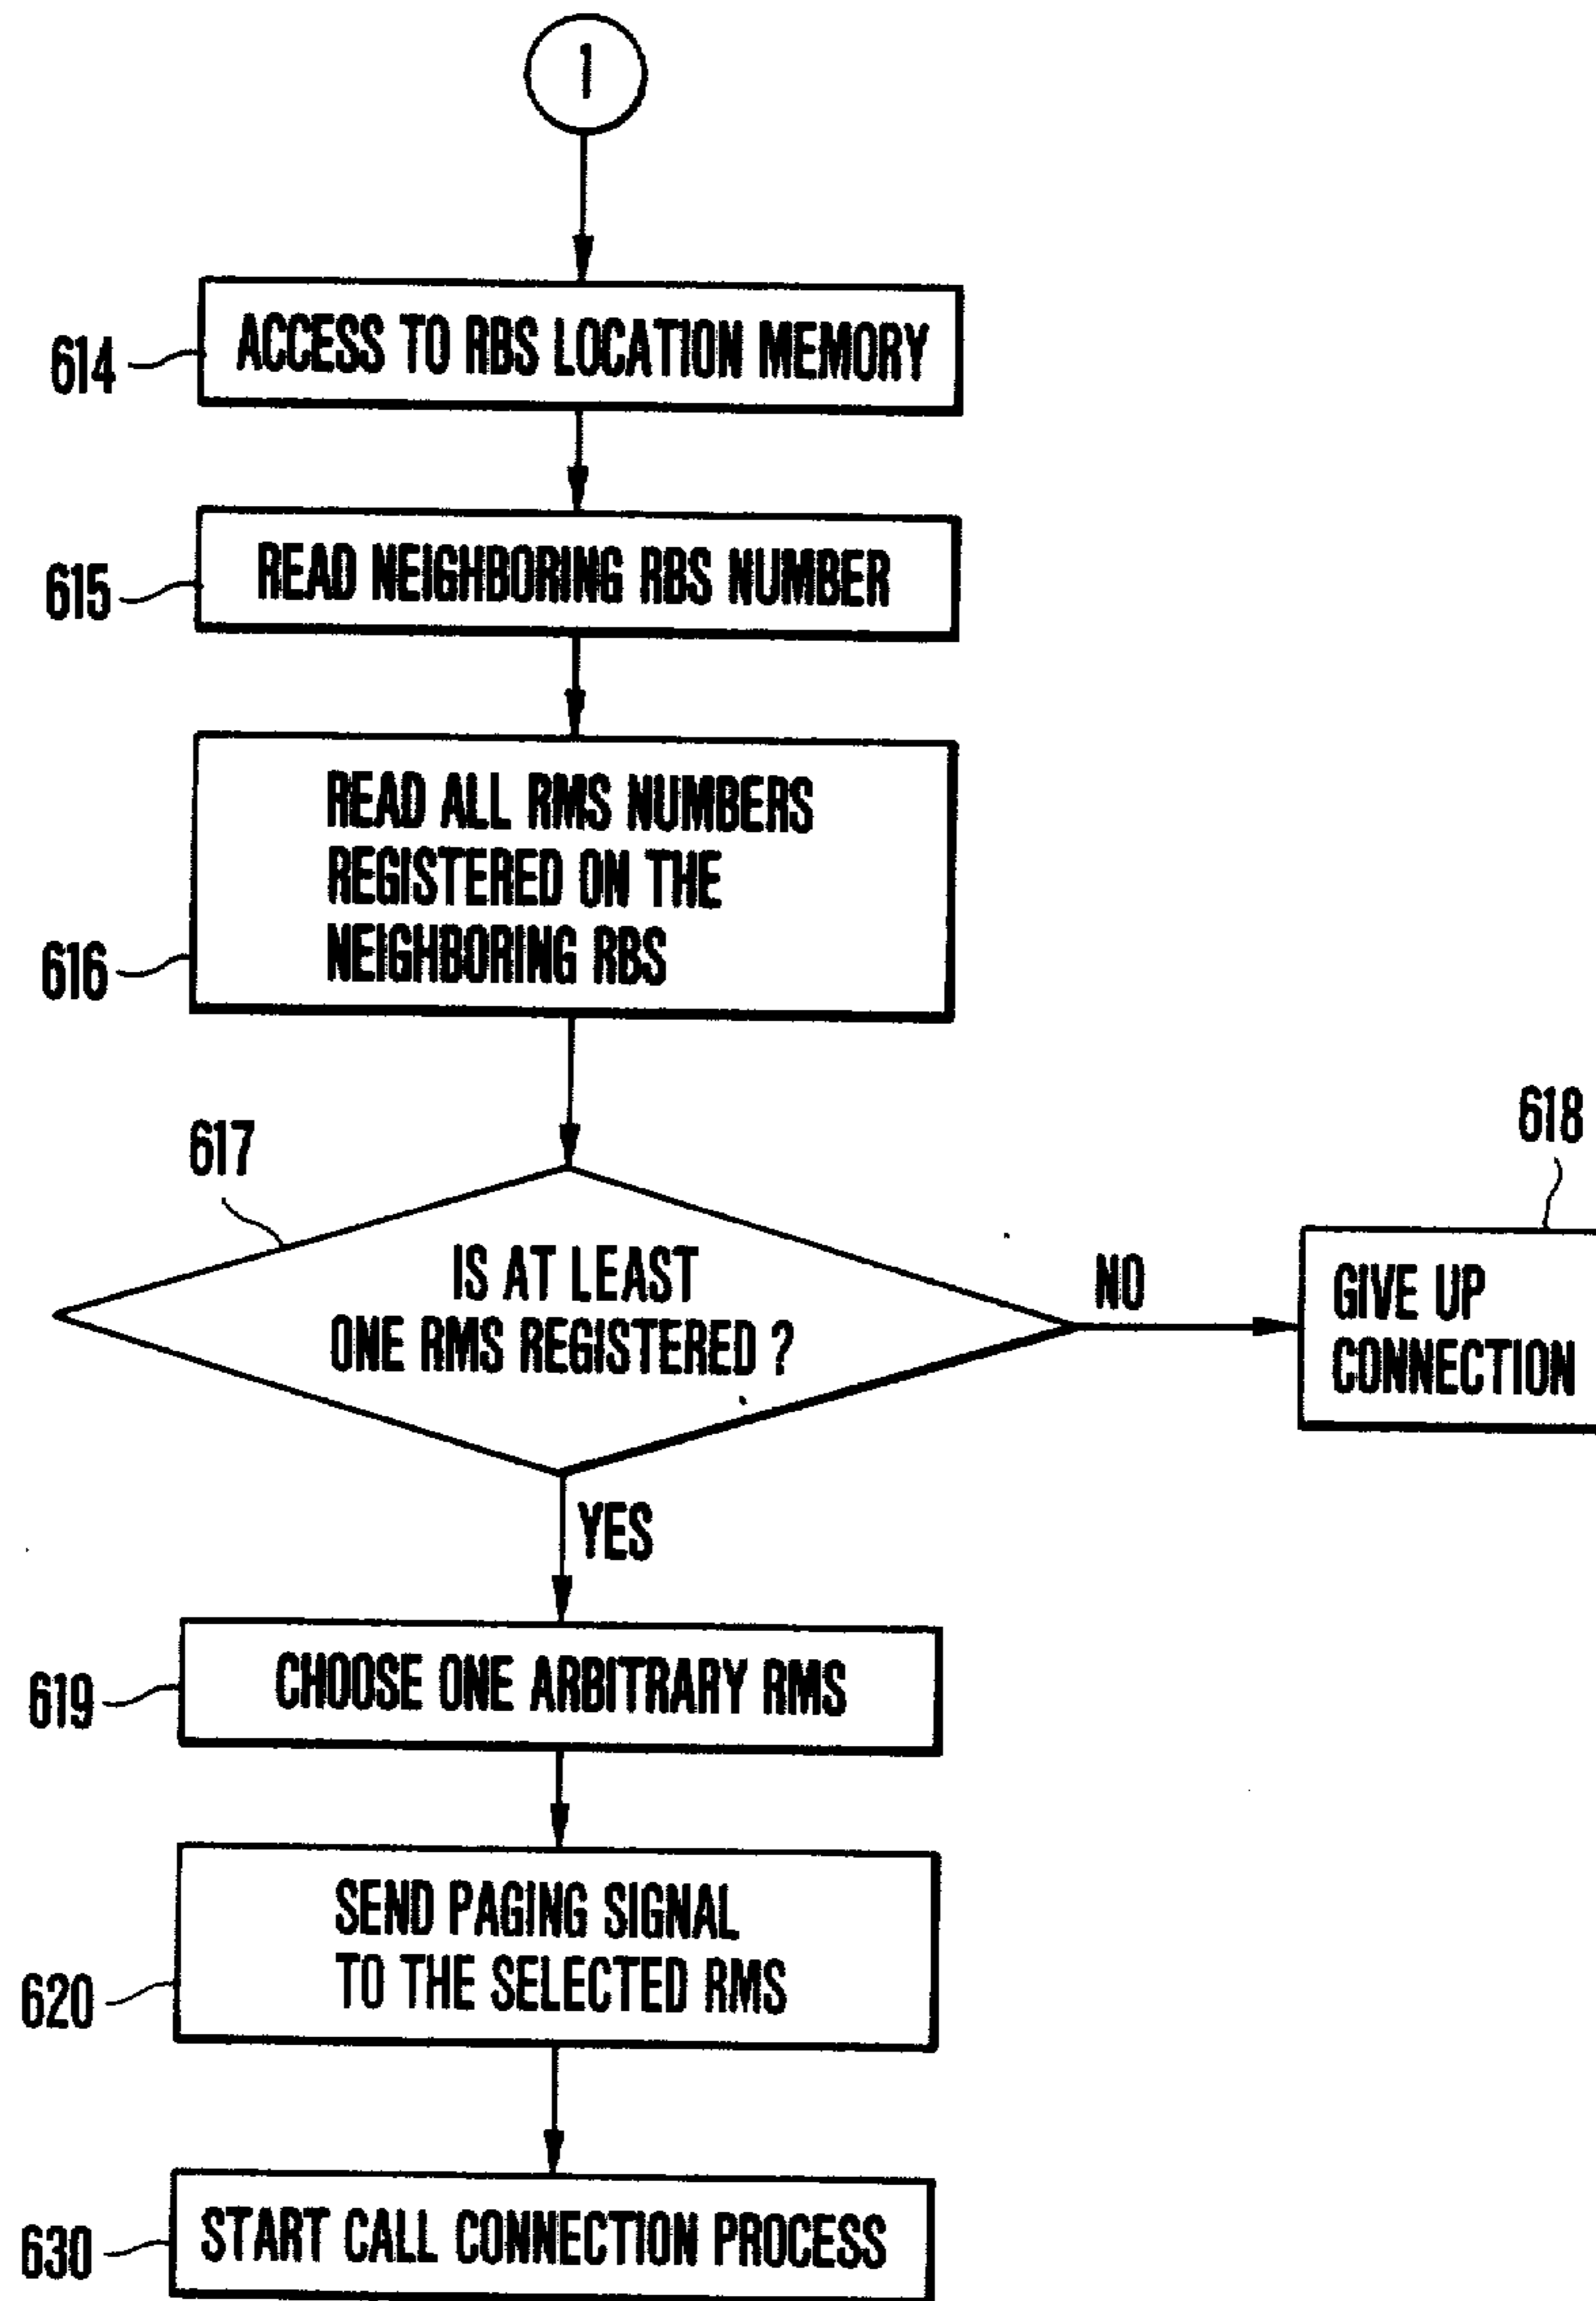 1
614
ACCESS TO RBS LOCATION MEMORY
615
READ NEIGHBORING RBS NUMBER
616
READ ALL RMS NUMBERS
REGISTERED ON THE
NEIGHBORING RBS
617
IS AT LEAST
ONE RMS REGISTERED ?
NO
618
GIVE UP
CONNECTION
YES
619
CHOOSE ONE ARBITRARY RMS
620
SEND PAGING SIGNAL
TO THE SELECTED RMS
630
START CALL CONNECTION PROCESS